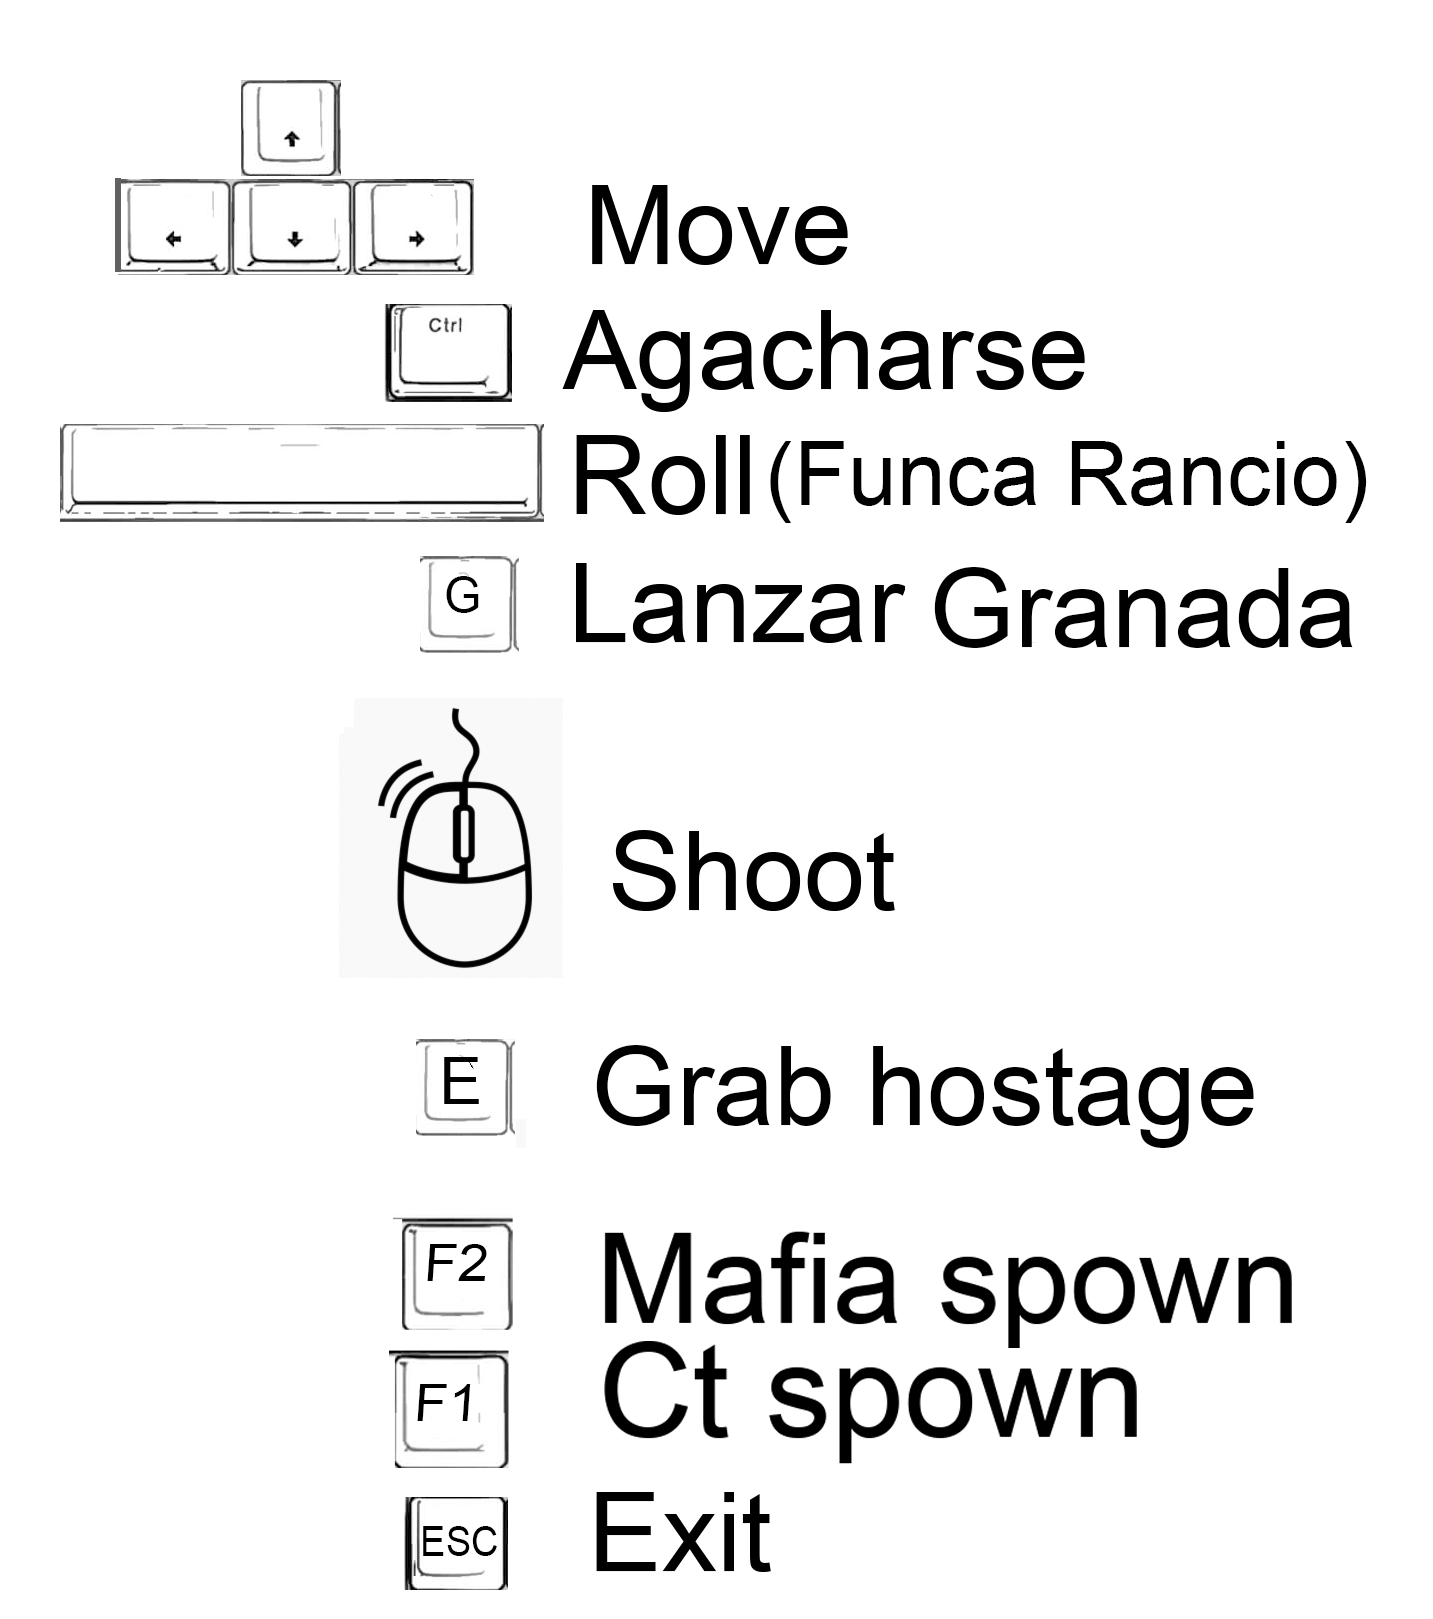 Move
Ctrl Agacharse
Roll (Funca Rancio)
G Lanzar Granada
Shoot
E Grab hostage
F2 Mafia spown
F1 Ct spown
ESC Exit